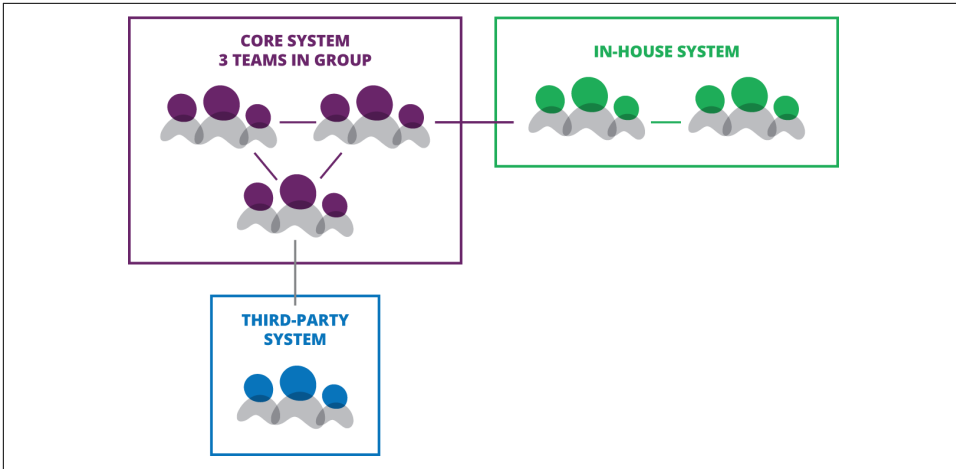 CORE SYSTEM
3 TEAMS IN GROUP
IN-HOUSE SYSTEM
THIRD-PARTY
SYSTEM